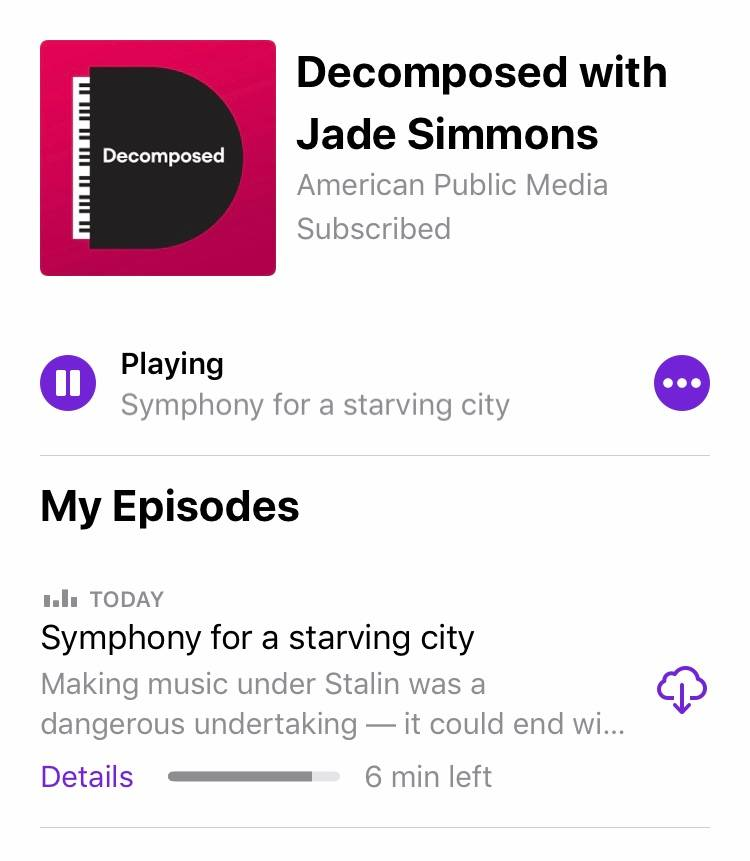 Decomposed
Decomposed with
Jade Simmons
American Public Media
Subscribed
Playing
Symphony for a starving city
My Episodes
TODAY
Symphony for a starving city
Making music under Stalin was a
dangerous undertaking — it could end wi...
Details 6 min left